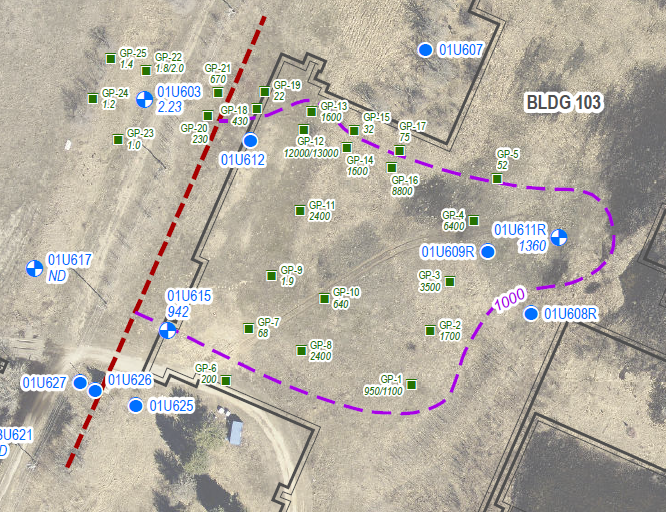 01U607
GP-25
1.4
GP-22
1.8/2.0
GP-21
670
GP-19
22
GP-24
1.2
01U603
2.23
BLDG 103
GP-18
430
GP-13
1600
GP-15
32
GP-20
230
GP-23
1.0
01U612
GP-12
12000/13000
GP-17
75
GP-14
1600
GP-5
52
GP-16
8800
GP-11
2400
GP-4
6400
01U611R
1360
01U609R
01U617
ND
GP-9
1.9
GP-3
3500
01U615
942
GP-10
640
1000
01U608R
GP-7
68
GP-2
1700
GP-8
2400
GP-6
200
01U627
01U626
GP-1
950/1100
01U625
3U621
D